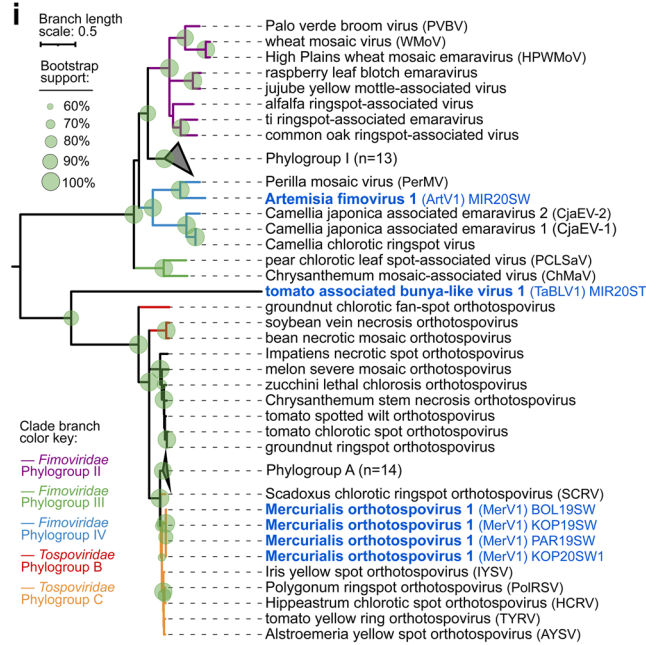 i
Branch length
scale: 0.5
Bootstrap
support:
60%
70%
80%
90%
100%
Palo verde broom virus (PVBV)
wheat mosaic virus (WMoV)
High Plains wheat mosaic emaravirus (HPWMoV)
raspberry leaf blotch emaravirus
jujube yellow mottle-associated virus
alfalfa ringspot-associated virus
ti ringspot-associated emaravirus
common oak ringspot-associated virus
Phylogroup I (n=13)
Perilla mosaic virus (PerMV)
Artemisia fimovirus 1 (ArtV1) MIR20SW
Camellia japonica associated emaravirus 2 (CjaEV-2)
Camellia japonica associated emaravirus 1 (CjaEV-1)
Camellia chlorotic ringspot virus
pear chlorotic leaf spot-associated virus (PCLSaV)
Chrysanthemum mosaic-associated virus (ChMaV)
tomato associated bunya-like virus 1 (TaBLV1) MIR20ST
groundnut chlorotic fan-spot orthotospovirus
soybean vein necrosis orthotospovirus
bean necrotic mosaic orthotospovirus
Impatiens necrotic spot orthotospovirus
melon severe mosaic orthotospovirus
zucchini lethal chlorosis orthotospovirus
Chrysanthemum stem necrosis orthotospovirus
tomato spotted wilt orthotospovirus
tomato chlorotic spot orthotospovirus
groundnut ringspot orthotospovirus
Phylogroup A (n=14)
Scadoxus chlorotic ringspot orthotospovirus (SCRV)
Mercurialis orthotospovirus 1 (MerV1) BOL19SW
Mercurialis orthotospovirus 1 (MerV1) KOP19SW
Mercurialis orthotospovirus 1 (MerV1) PAR19SW
Mercurialis orthotospovirus 1 (MerV1) KOP20SW1
Iris yellow spot orthotospovirus (IYSV)
Polygonum ringspot orthotospovirus (PolRSV)
Hippeastrum chlorotic spot orthotospovirus (HCRV)
tomato yellow ring orthotospovirus (TYRV)
Alstroemeria yellow spot orthotospovirus (AYSV)
Clade branch
color key:
— Fimoviridae
Phylogroup II
— Fimoviridae
Phylogroup III
— Fimoviridae
Phylogroup IV
— Tospoviridae
Phylogroup B
— Tospoviridae
Phylogroup C